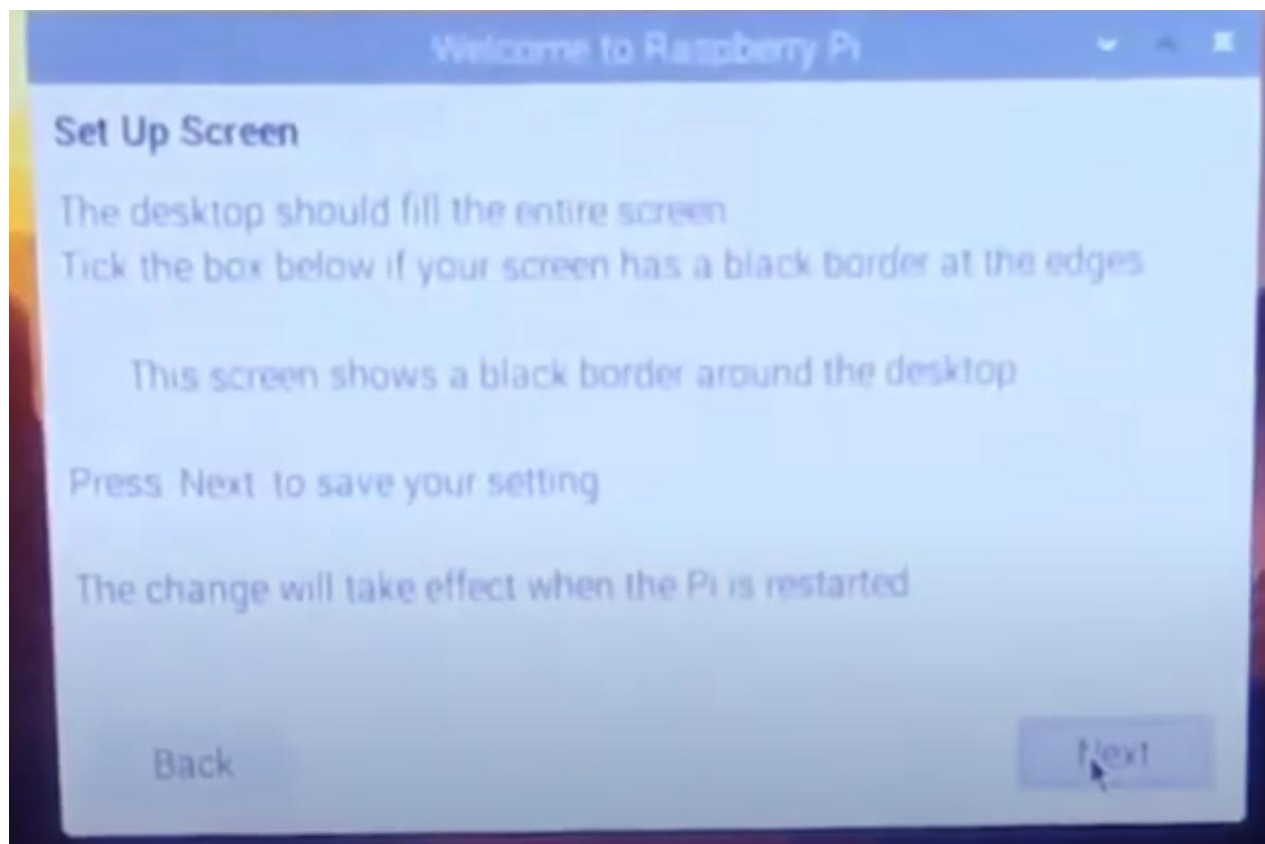 Welcome to Raspberry Pi
Set Up Screen
The desktop should fill the entire screen
Tick the box below if your screen has a black border at the edges
This screen shows a black border around the desktop
Press Next to save your setting
The change will take effect when the Pi is restarted
Back
Next